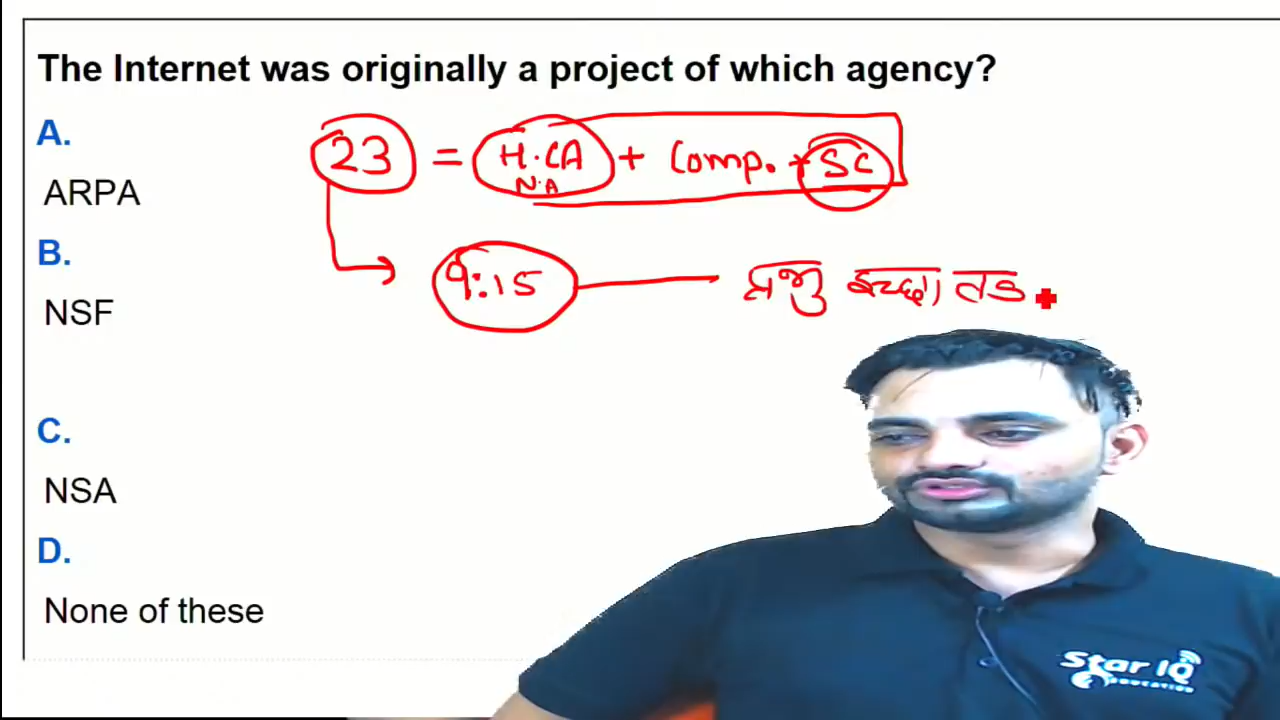 The Internet was originally a project of which agency?
A.
23 = H.CA + Comp. + SC
N.A
ARPA
B.
9:15
NSF
C.
NSA
D.
None of these
Star IQ
EDUCATION